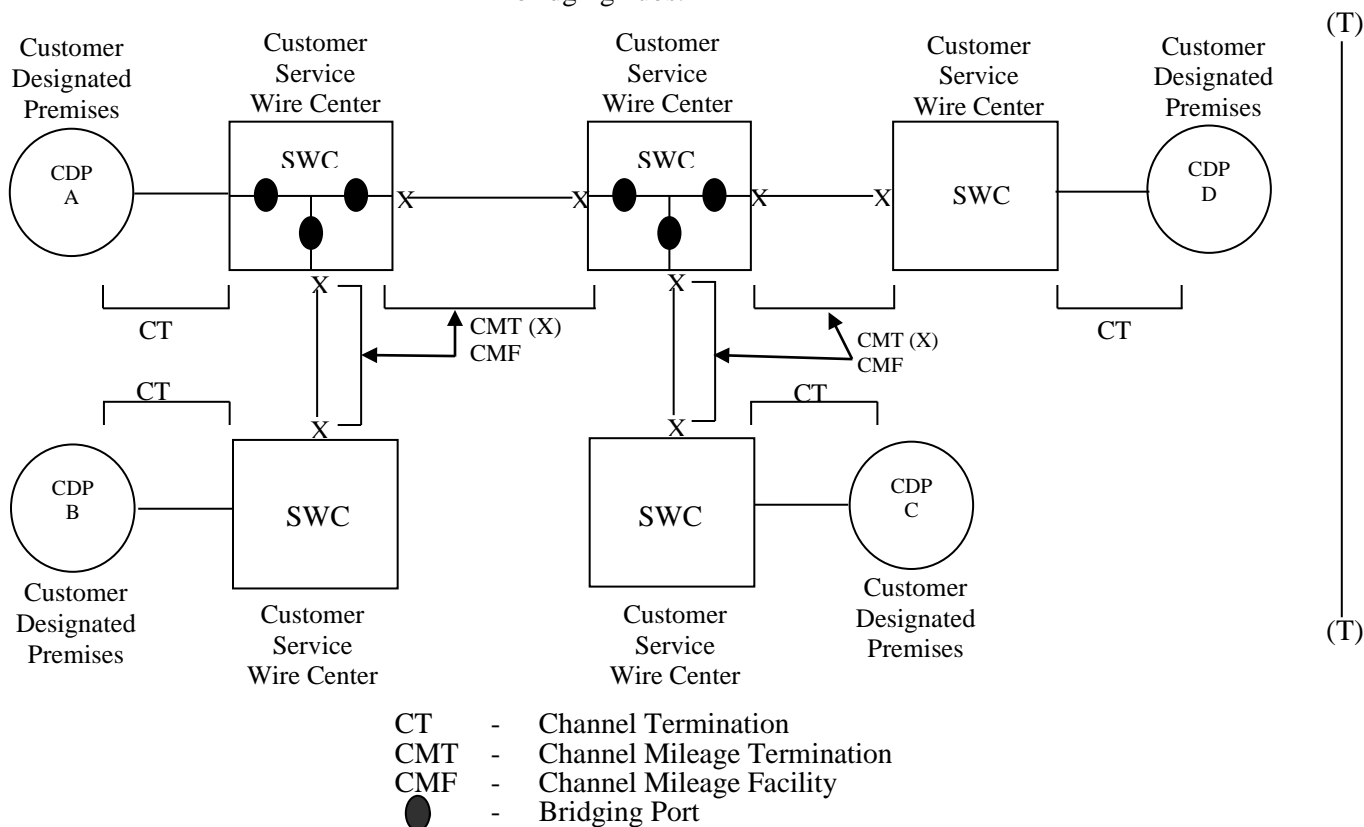 (T)
Customer
Designated
Premises
Customer
Service
Wire Center
Customer
Service
Wire Center
Customer
Service
Wire Center
Customer
Designated
Premises
CDP
A
SWC
X
X
SWC
X
X
SWC
CDP
D
X
X
CT
CMT (X)
CMF
CMT (X)
CMF
CT
CT
CT
X
X
CDP
B
SWC
SWC
CDP
C
Customer
Designated
Premises
Customer
Service
Wire Center
Customer
Service
Wire Center
Customer
Designated
Premises
(T)
CT - Channel Termination
CMT - Channel Mileage Termination
CMF - Channel Mileage Facility
- Bridging Port